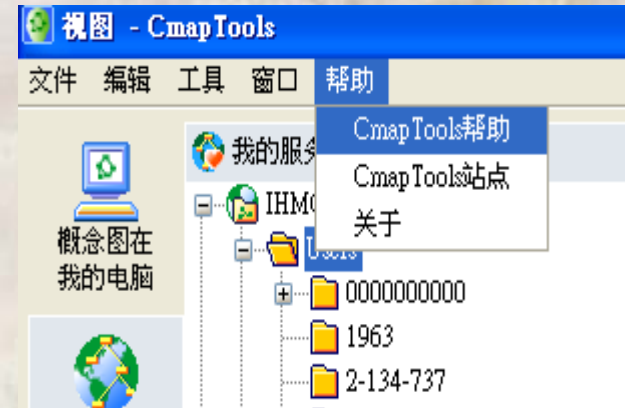 视图 - CmapTools
文件 编辑 工具 窗口 帮助
CmapTools帮助
CmapTools站点
关于
概念图在
我的电脑
我的服务
IHMC
Users
0000000000
1963
2-134-737